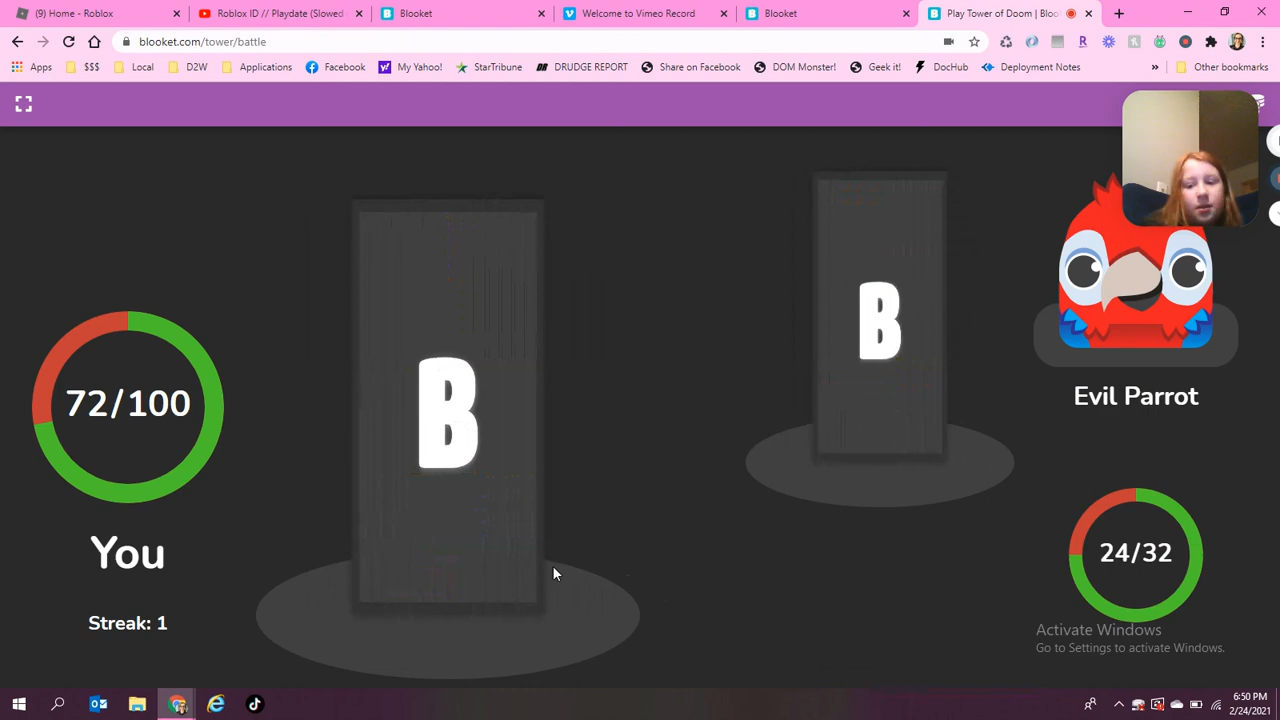 (9) Home - Roblox
Roblox ID // Playdate (Slowed
Blooket
Welcome to Vimeo Record
Blooket
Play Tower of Doom | Bloo
blooket.com/tower/battle
Apps
$$$
Local
D2W
Applications
Facebook
My Yahoo!
StarTribune
DRUDGE REPORT
Share on Facebook
DOM Monster!
Geek it!
DocHub
Deployment Notes
»
Other bookmarks
B
B
72/100
You
Streak: 1
Evil Parrot
24/32
Activate Windows
Go to Settings to activate Windows.
6:50 PM
2/24/2021